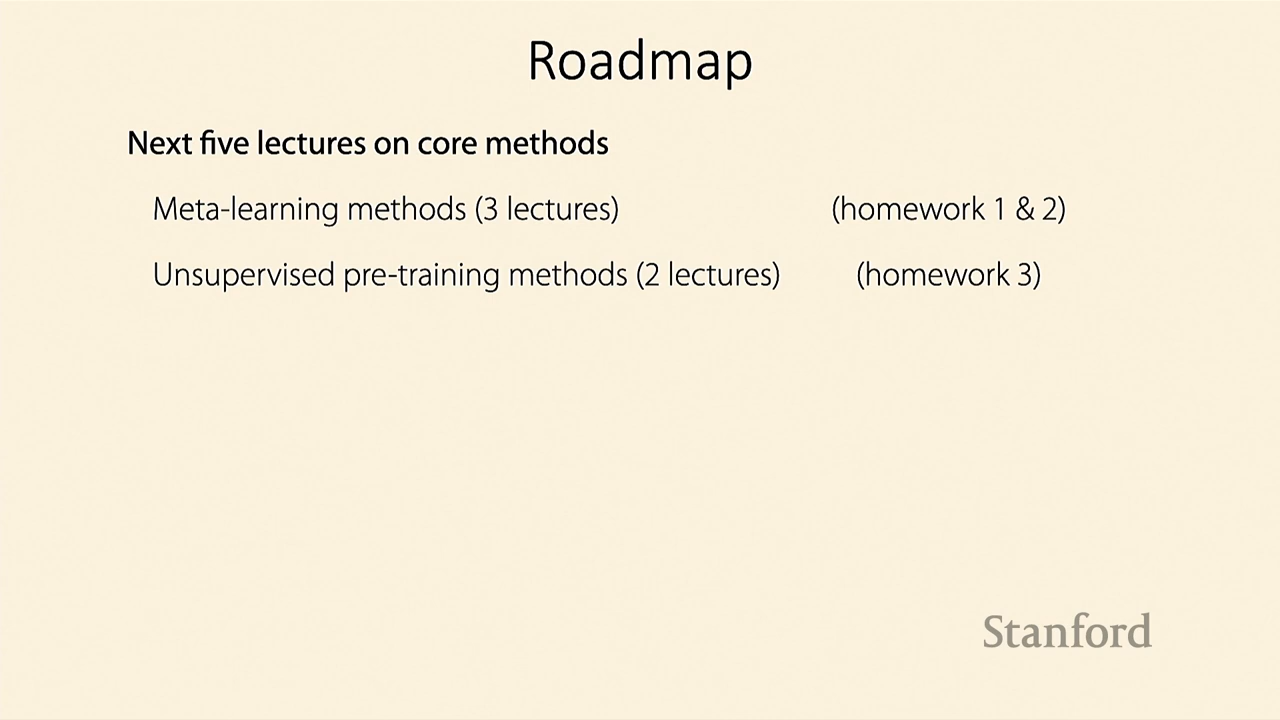 Roadmap
Next five lectures on core methods
Meta-learning methods (3 lectures) (homework 1 & 2)
Unsupervised pre-training methods (2 lectures) (homework 3)
Stanford